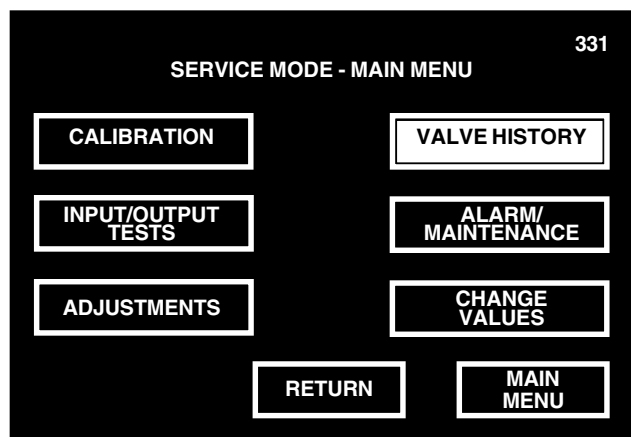 331
SERVICE MODE - MAIN MENU
CALIBRATION
VALVE HISTORY
INPUT/OUTPUT
TESTS
ALARM/
MAINTENANCE
ADJUSTMENTS
CHANGE
VALUES
RETURN
MAIN
MENU